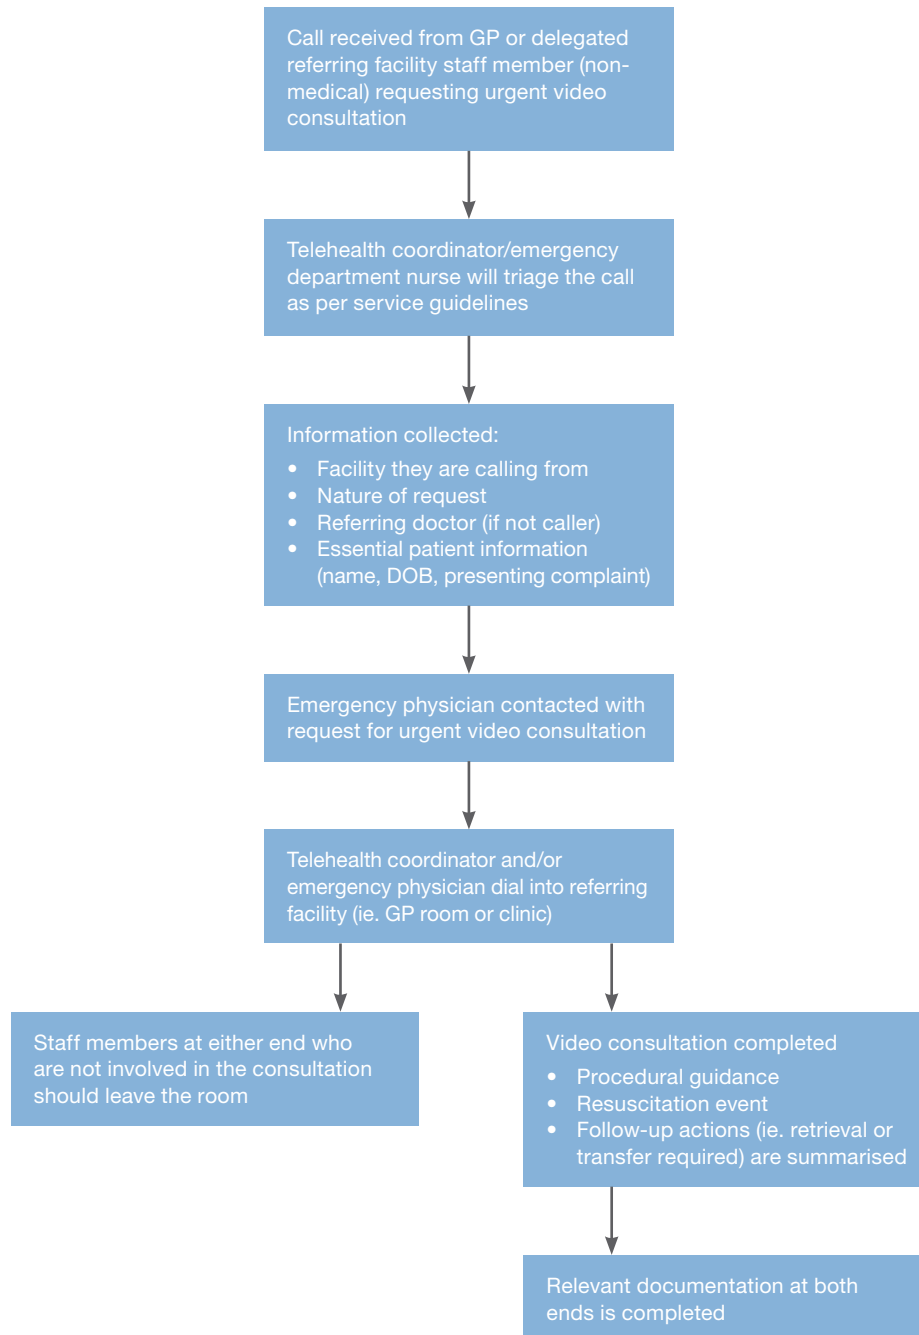 Call received from GP or delegated
referring facility staff member (non-
medical) requesting urgent video
consultation
Telehealth coordinator/emergency
department nurse will triage the call
as per service guidelines
Information collected:
• Facility they are calling from
• Nature of request
• Referring doctor (if not caller)
• Essential patient information
(name, DOB, presenting complaint)
Emergency physician contacted with
request for urgent video consultation
Telehealth coordinator and/or
emergency physician dial into referring
facility (ie. GP room or clinic)
Staff members at either end who
are not involved in the consultation
should leave the room
Video consultation completed
• Procedural guidance
• Resuscitation event
• Follow-up actions (ie. retrieval or
transfer required) are summarised
Relevant documentation at both
ends is completed